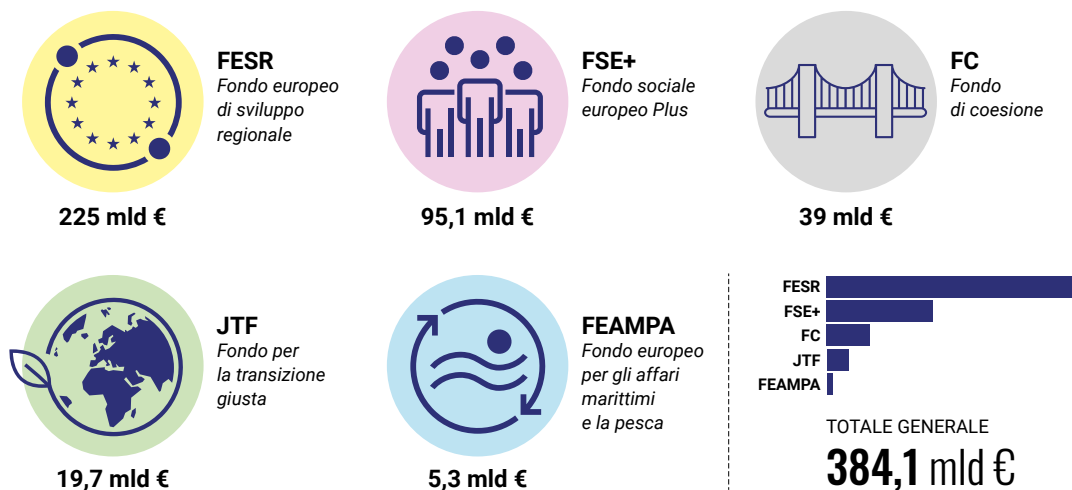 FESR
Fondo europeo
di sviluppo
regionale
225 mld €
FSE+
Fondo sociale
europeo Plus
95,1 mld €
FC
Fondo
di coesione
39 mld €
JTF
Fondo per
la transizione
giusta
19,7 mld €
FEAMPA
Fondo europeo
per gli affari
marittimi
e la pesca
5,3 mld €
FESR
FSE+
FC
JTF
FEAMPA
TOTALE GENERALE
384,1 mld €